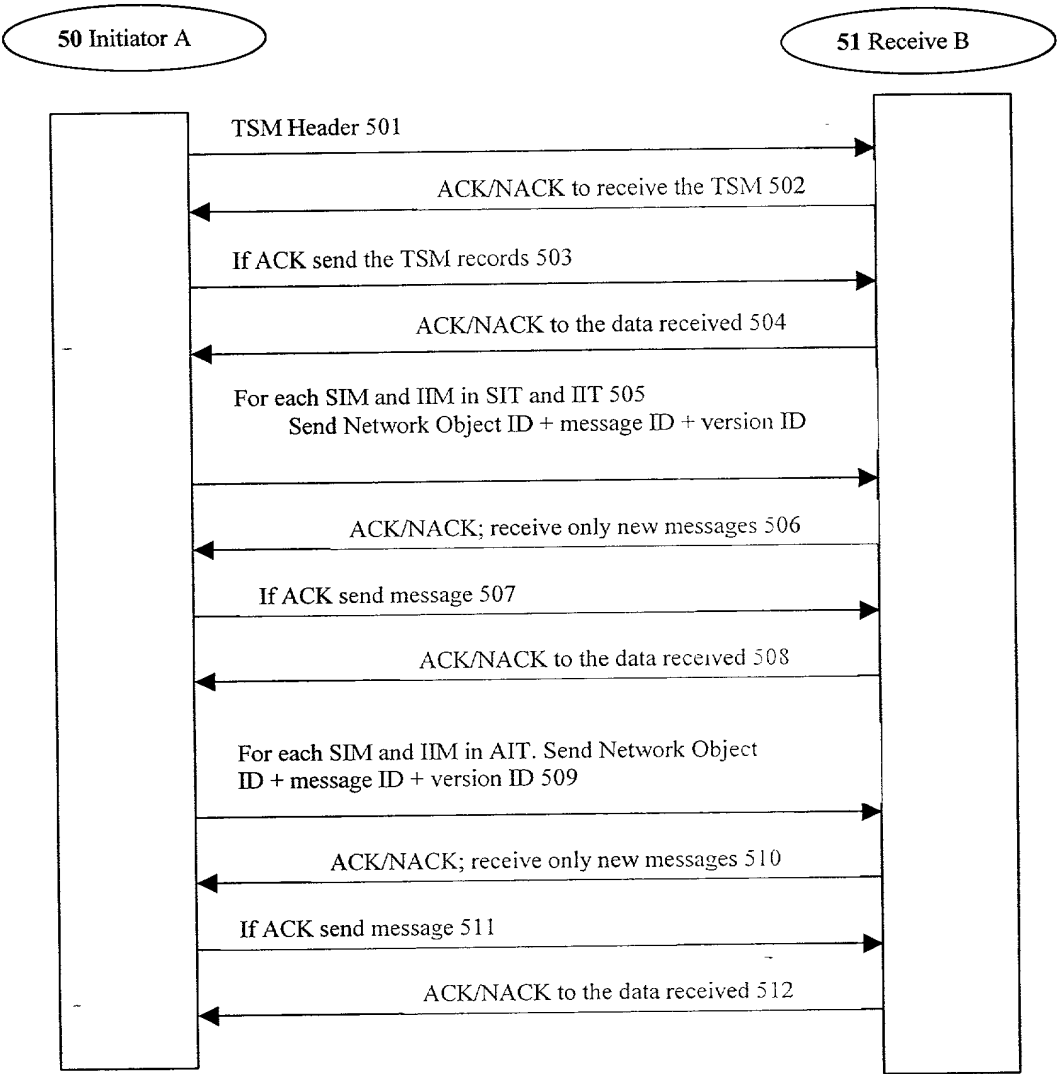 50 Initiator A
51 Receive B
TSM Header 501
ACK/NACK to receive the TSM 502
If ACK send the TSM records 503
ACK/NACK to the data received 504
For each SIM and IIM in SIT and IIT 505
Send Network Object ID + message ID + version ID
ACK/NACK; receive only new messages 506
If ACK send message 507
ACK/NACK to the data received 508
For each SIM and IIM in AIT. Send Network Object
ID + message ID + version ID 509
ACK/NACK; receive only new messages 510
If ACK send message 511
ACK/NACK to the data received 512